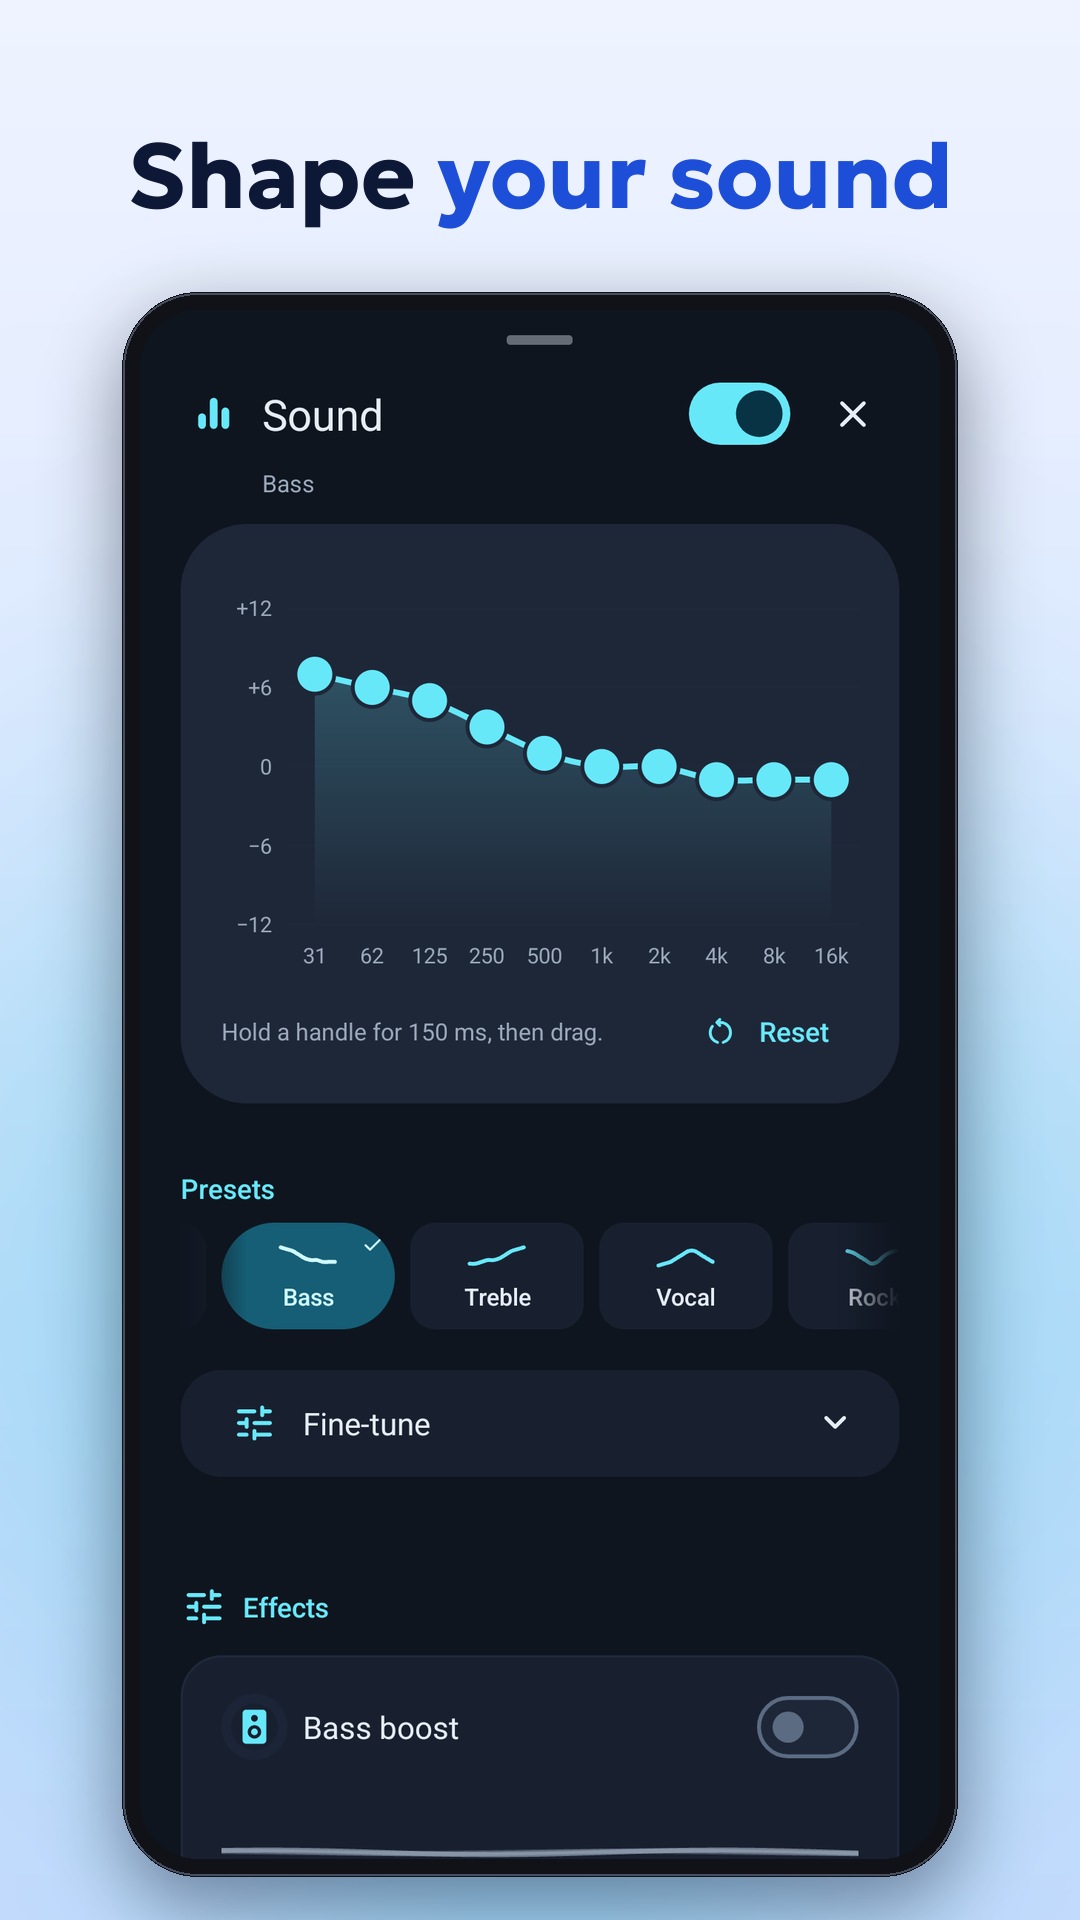 Shape your sound
Sound
Bass
+12
+6
0
−6
−12
31 62 125 250 500 1k 2k 4k 8k 16k
Hold a handle for 150 ms, then drag.
Reset
Presets
Bass Treble Vocal Rock
Fine-tune
Effects
Bass boost